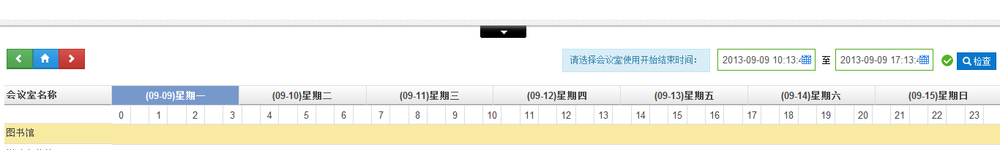 请选择会议室使用开始结束时间： 2013-09-09 10:13:4 至 2013-09-09 17:13:4 检查
会议室名称 (09-09)星期一 (09-10)星期二 (09-11)星期三 (09-12)星期四 (09-13)星期五 (09-14)星期六 (09-15)星期日
0 1 2 3 4 5 6 7 8 9 10 11 12 13 14 15 16 17 18 19 20 21 22 23
图书馆